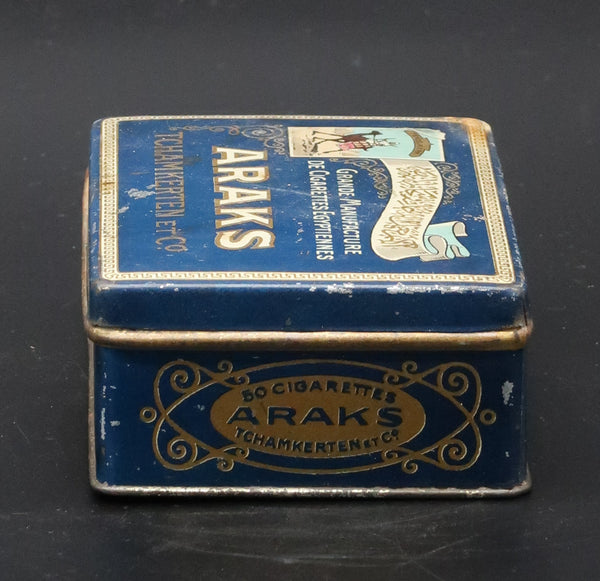 GRANDE MANUFACTURE
DE CIGARETTES EGYPTIENNES
ARAKS
TCHAMKERTEN ET Cº
50 CIGARETTES
ARAKS
TCHAMKERTEN ET Cº